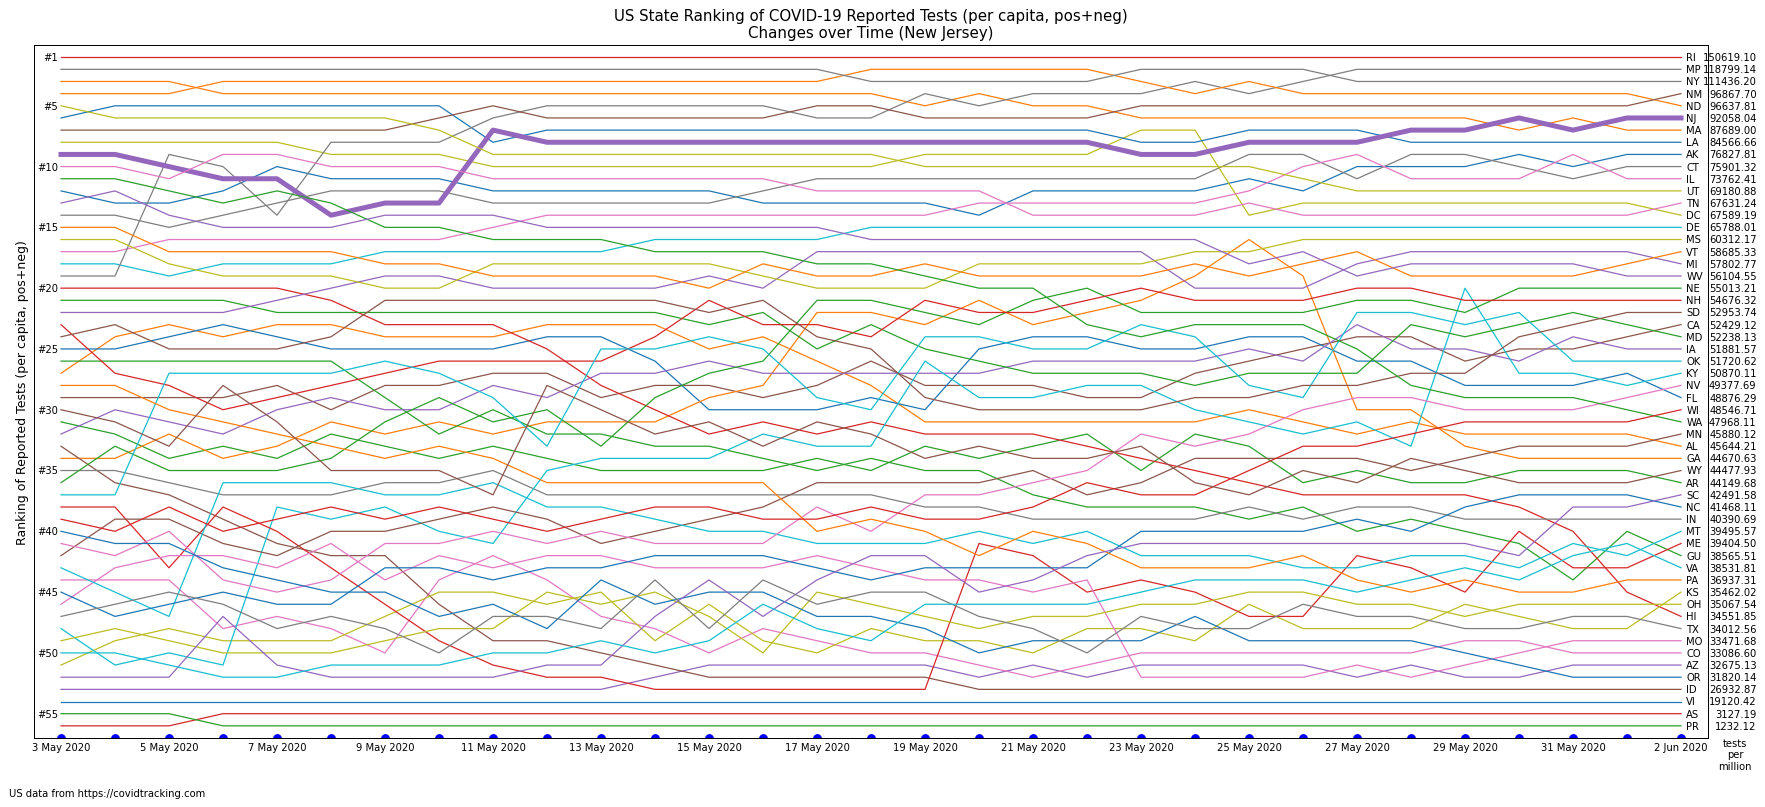 US State Ranking of COVID-19 Reported Tests (per capita, pos+neg)
Changes over Time (New Jersey)
Ranking of Reported Tests (per capita, pos+neg)
#1
#5
#10
#15
#20
#25
#30
#35
#40
#45
#50
#55
RI 150619.10
MP 118799.14
NY 111436.20
NM 96867.70
ND 96637.81
NJ 92058.04
MA 87689.00
LA 84566.66
AK 76827.81
CT 75901.32
IL 73762.41
UT 69180.88
TN 67631.24
DC 67589.19
DE 65788.01
MS 60312.17
VT 58685.33
MI 57802.77
WV 56104.55
NE 55013.21
NH 54676.32
SD 52953.74
CA 52429.12
MD 52238.13
IA 51881.57
OK 51720.62
KY 50870.11
NV 49377.69
FL 48876.29
WI 48546.71
WA 47968.11
MN 45880.12
AL 45644.21
GA 44670.63
WY 44477.93
AR 44149.68
SC 42491.58
NC 41468.11
IN 40390.69
MT 39495.57
ME 39404.50
GU 38565.51
VA 38531.81
PA 36937.31
KS 35462.02
OH 35067.54
HI 34551.85
TX 34012.56
MO 33471.68
CO 33086.60
AZ 32675.13
OR 31820.14
ID 26932.87
VI 19120.42
AS 3127.19
PR 1232.12
3 May 2020 5 May 2020 7 May 2020 9 May 2020 11 May 2020 13 May 2020 15 May 2020 17 May 2020 19 May 2020 21 May 2020 23 May 2020 25 May 2020 27 May 2020 29 May 2020 31 May 2020 2 Jun 2020
tests
per
million
US data from https://covidtracking.com